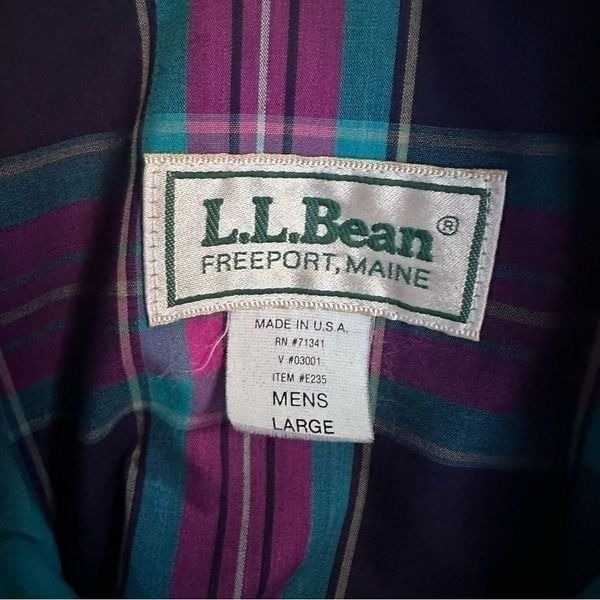 L.L.Bean®
FREEPORT, MAINE
MADE IN U.S.A.
RN #71341
V #03001
ITEM #E235
MENS
LARGE